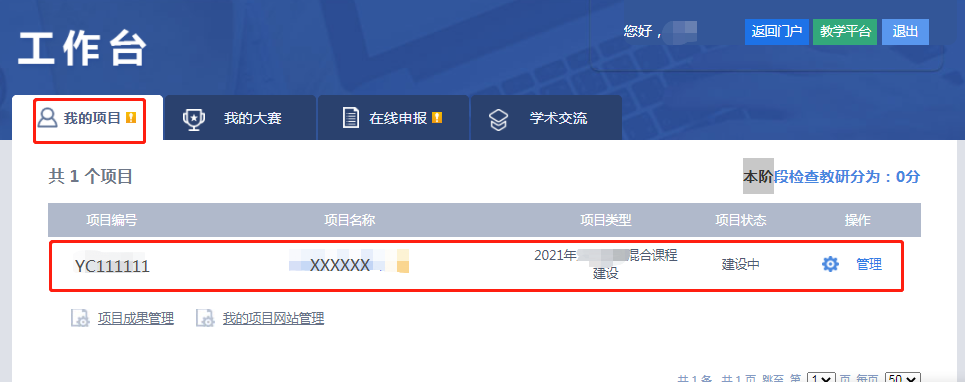 工作台
您好，
返回门户 教学平台 退出
我的项目 我的大赛 在线申报 学术交流
共 1 个项目
本阶段检查教研分为：0分
项目编号 项目名称 项目类型 项目状态 操作
YC111111 XXXXXX 2021年 混合课程
建设 建设中 管理
项目成果管理 我的项目网站管理
共 1 条 共 1 页 跳至 第 1 页 每页 50